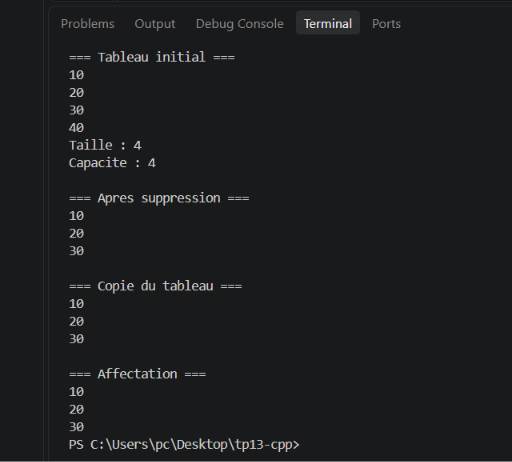 Problems Output Debug Console Terminal Ports
=== Tableau initial ===
10
20
30
40
Taille : 4
Capacite : 4
=== Apres suppression ===
10
20
30
=== Copie du tableau ===
10
20
30
=== Affectation ===
10
20
30
PS C:\Users\pc\Desktop\tp13-cpp>